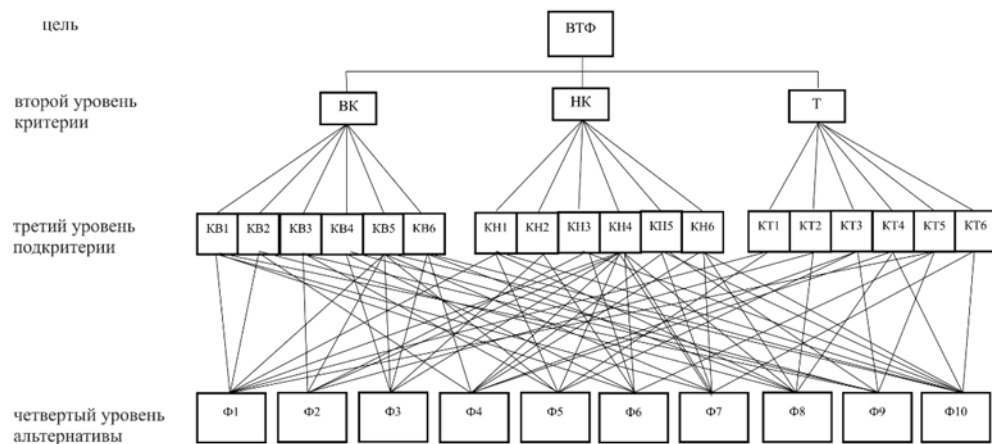 цель
ВТФ
второй уровень
критерии
ВК
НК
Т
третий уровень
подкритерии
КВ1
КВ2
КВ3
КВ4
КВ5
КВ6
КН1
КН2
КН3
КН4
КН5
КН6
КТ1
КТ2
КТ3
КТ4
КТ5
КТ6
четвертый уровень
альтернативы
Ф1
Ф2
Ф3
Ф4
Ф5
Ф6
Ф7
Ф8
Ф9
Ф10